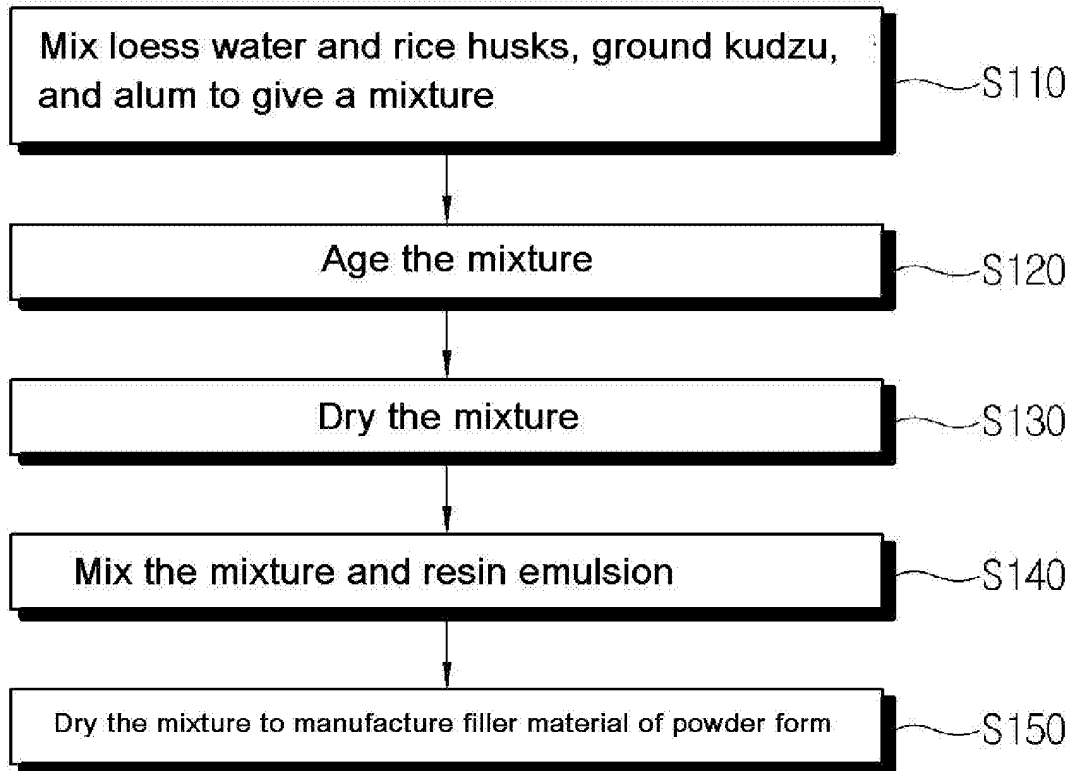 Mix loess water and rice husks, ground kudzu,
and alum to give a mixture
S110
Age the mixture
S120
Dry the mixture
S130
Mix the mixture and resin emulsion
S140
Dry the mixture to manufacture filler material of powder form
S150